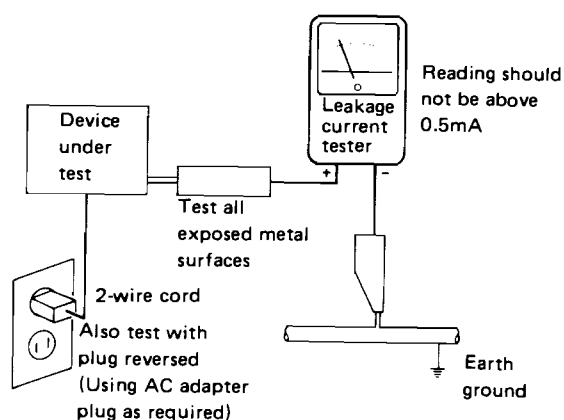 Device
under
test
Leakage
current
tester
+ -
Reading should
not be above
0.5mA
Test all
exposed metal
surfaces
2-wire cord
Also test with
plug reversed
(Using AC adapter
plug as required)
Earth
ground